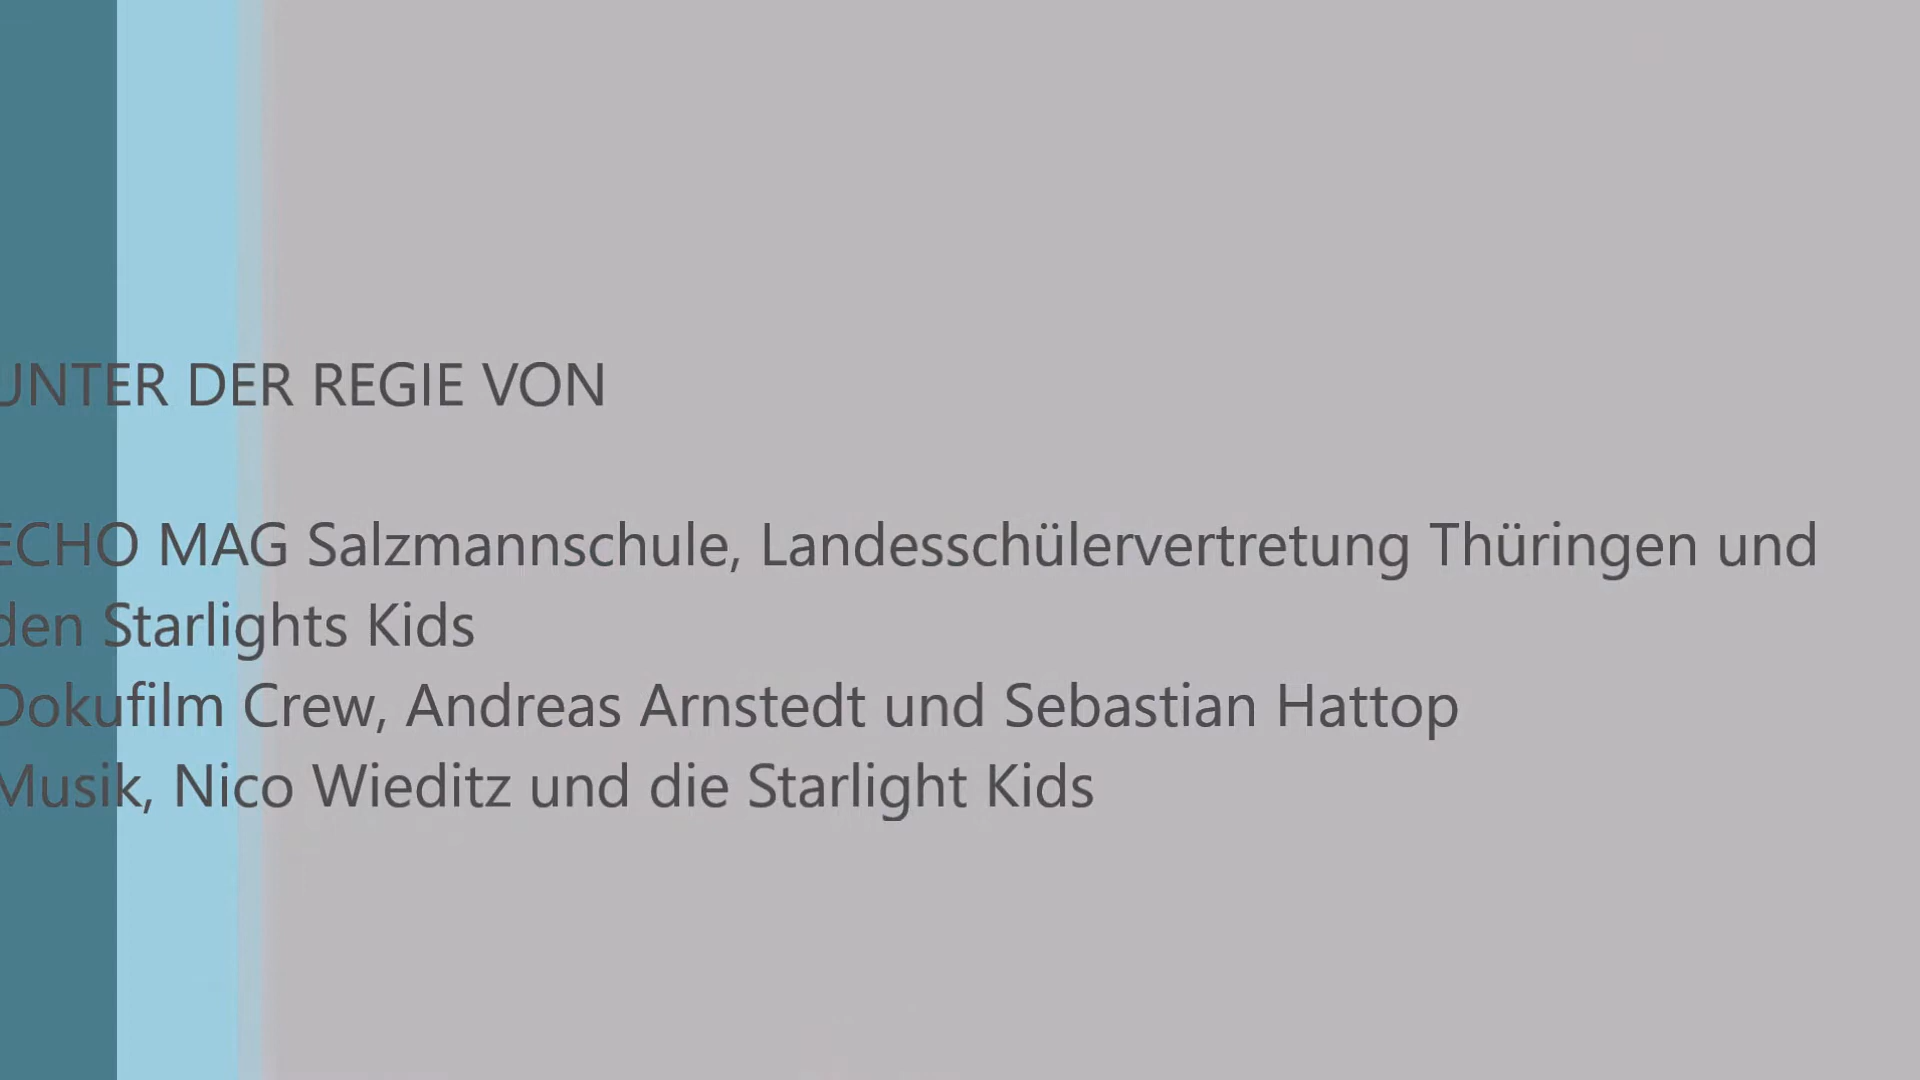 UNTER DER REGIE VON
ECHO MAG Salzmannschule, Landesschülervertretung Thüringen und
den Starlights Kids
Dokufilm Crew, Andreas Arnstedt und Sebastian Hattop
Musik, Nico Wieditz und die Starlight Kids